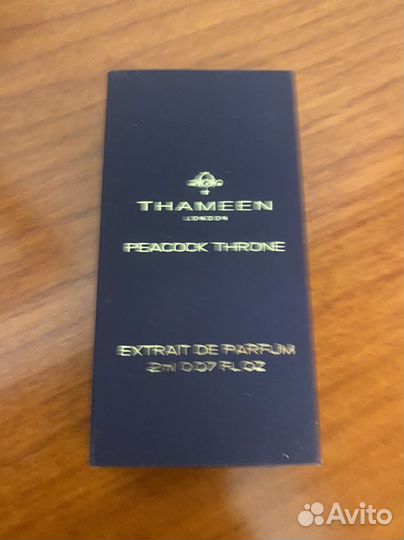 THAMEEN
LONDON
PEACOCK THRONE
EXTRAIT DE PARFUM
2ml 0.07 FL OZ
Avito